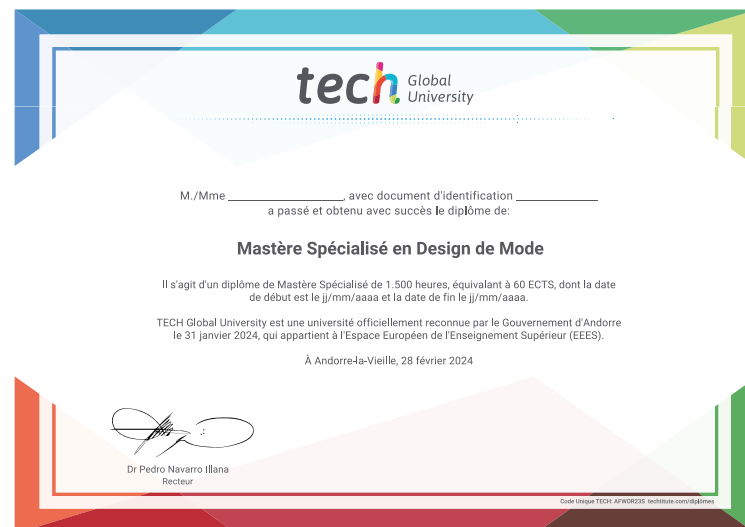 tech Global University
M./Mme ____________________, avec document d'identification ______________
a passé et obtenu avec succès le diplôme de:
Mastère Spécialisé en Design de Mode
Il s'agit d'un diplôme de Mastère Spécialisé de 1.500 heures, équivalant à 60 ECTS, dont la date
de début est le jj/mm/aaaa et la date de fin le jj/mm/aaaa.
TECH Global University est une université officiellement reconnue par le Gouvernement d'Andorre
le 31 janvier 2024, qui appartient à l'Espace Européen de l'Enseignement Supérieur (EEES).
À Andorre-la-Vieille, 28 février 2024
Dr Pedro Navarro Illana
Recteur
Code Unique TECH: AFWOR23S techtitute.com/diplômes